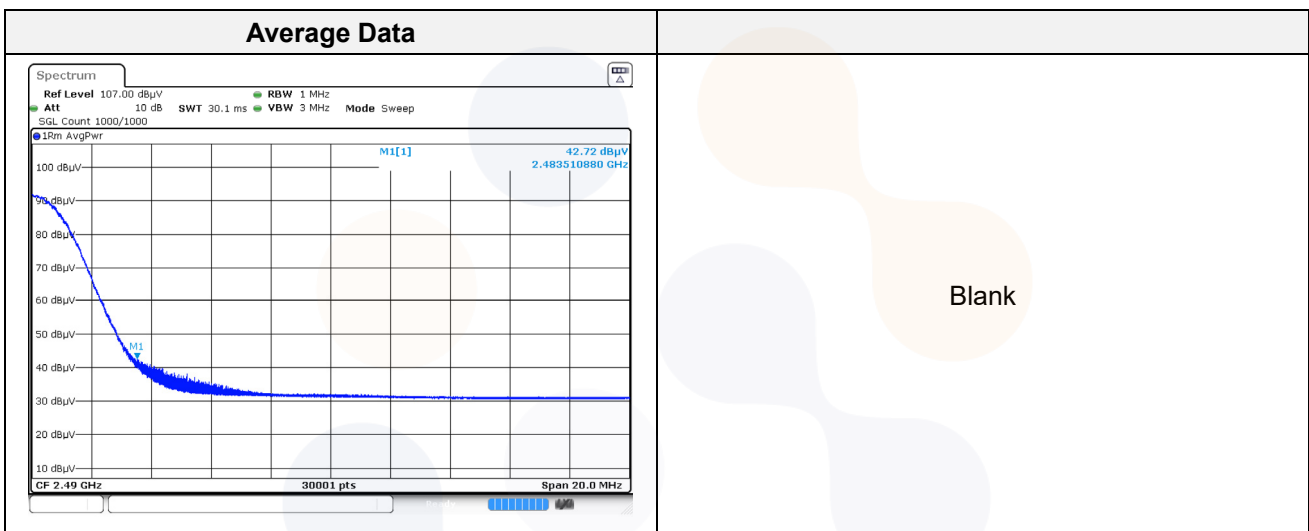 Average Data
Spectrum
Ref Level 107.00 dBµV RBW 1 MHz
Att 10 dB SWT 30.1 ms VBW 3 MHz Mode Sweep
SGL Count 1000/1000
1Rm AvgPwr
M1[1] 42.72 dBµV
2.483510880 GHz
100 dBµV
90 dBµV
80 dBµV
70 dBµV
60 dBµV
50 dBµV
M1
40 dBµV
30 dBµV
20 dBµV
10 dBµV
CF 2.49 GHz 30001 pts Span 20.0 MHz
Blank